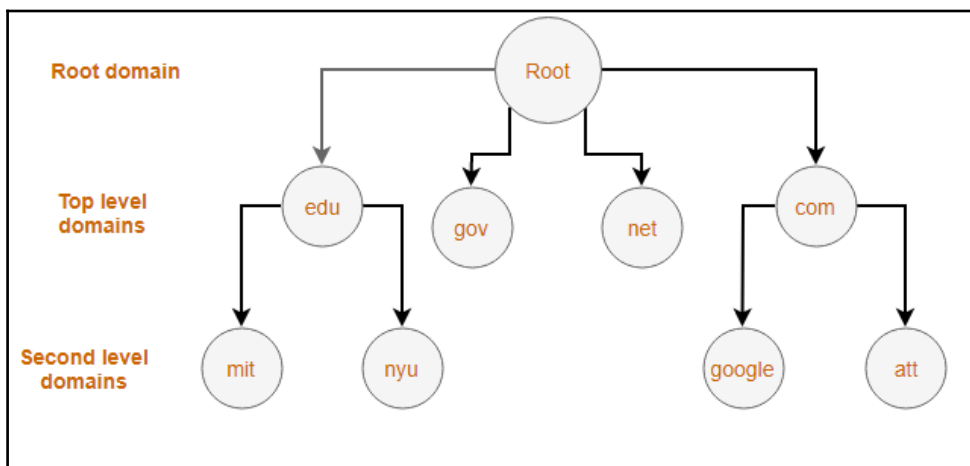 Root domain
Root
Top level
domains
edu
gov
net
com
Second level
domains
mit
nyu
google
att